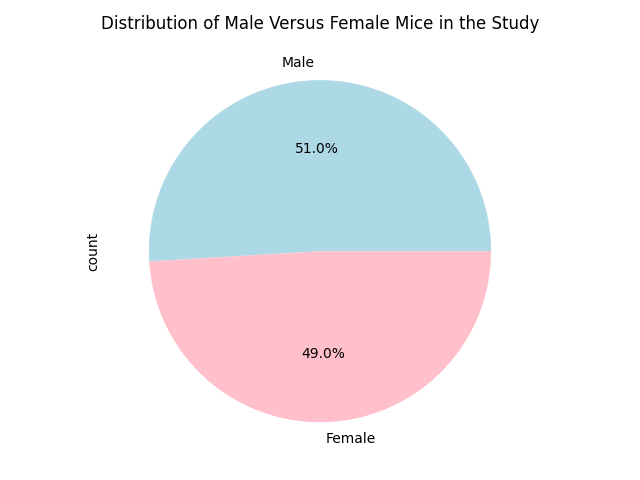 Distribution of Male Versus Female Mice in the Study
Male
51.0%
count
49.0%
Female